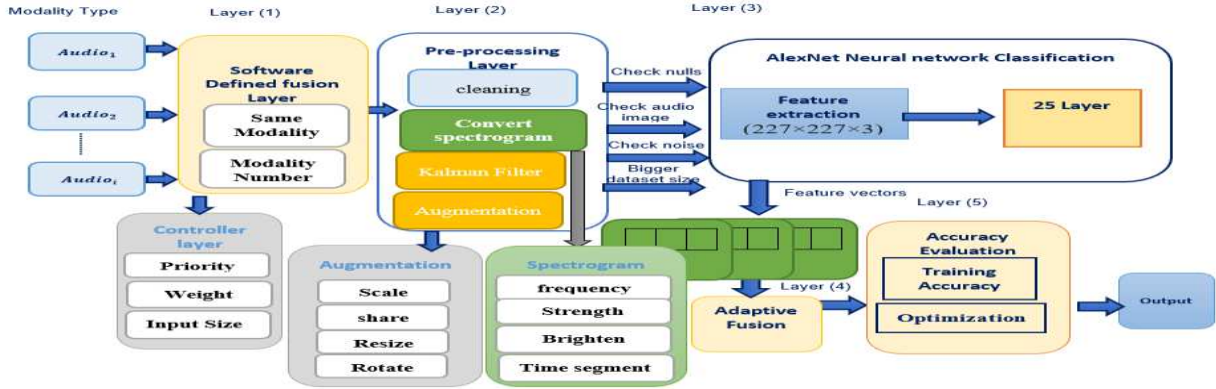 Modality Type
Layer (1)
Layer (2)
Layer (3)
Audio₁
Audio₂
Audioᵢ
Software
Defined fusion
Layer
Same
Modality
Modality
Number
Controller
layer
Priority
Weight
Input Size
Pre-processing
Layer
cleaning
Convert
spectrogram
Kalman Filter
Augmentation
Augmentation
Scale
share
Resize
Rotate
Spectrogram
frequency
Strength
Brighten
Time segment
Check nulls
Check audio
image
Check noise
Bigger
dataset size
AlexNet Neural network Classification
Feature
extraction
(227×227×3)
25 Layer
Feature vectors
Layer (4)
Adaptive
Fusion
Layer (5)
Accuracy
Evaluation
Training
Accuracy
Optimization
Output